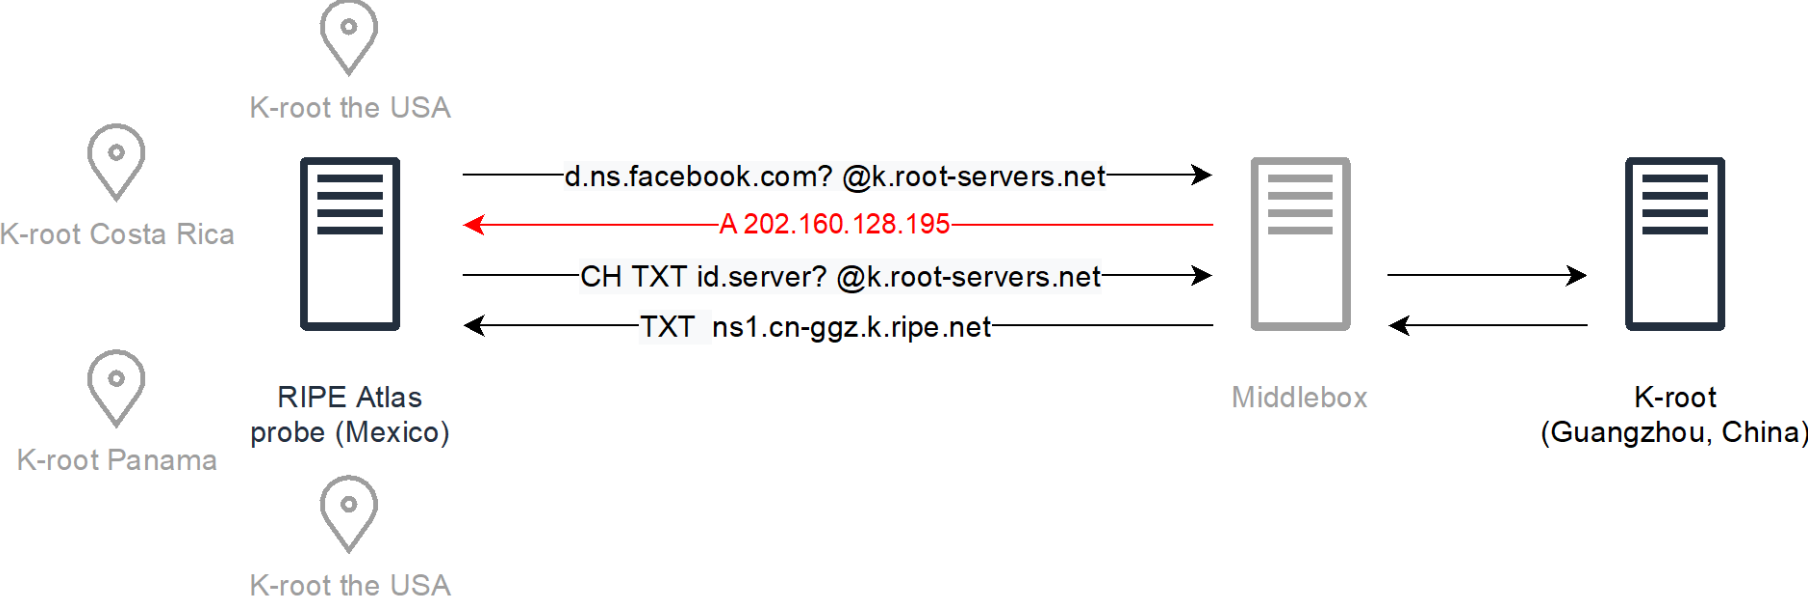 K-root the USA
K-root Costa Rica
K-root Panama
K-root the USA
RIPE Atlas
probe (Mexico)
d.ns.facebook.com? @k.root-servers.net
A 202.160.128.195
CH TXT id.server? @k.root-servers.net
TXT ns1.cn-ggz.k.ripe.net
Middlebox
K-root
(Guangzhou, China)